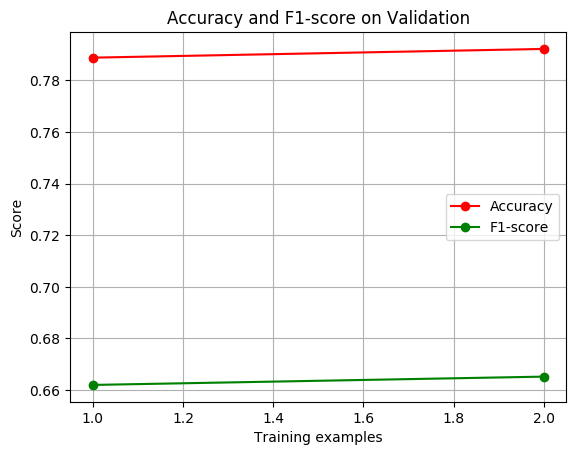 Accuracy and F1-score on Validation
Score
0.78
0.76
0.74
0.72
0.70
0.68
0.66
Accuracy
F1-score
1.0 1.2 1.4 1.6 1.8 2.0
Training examples